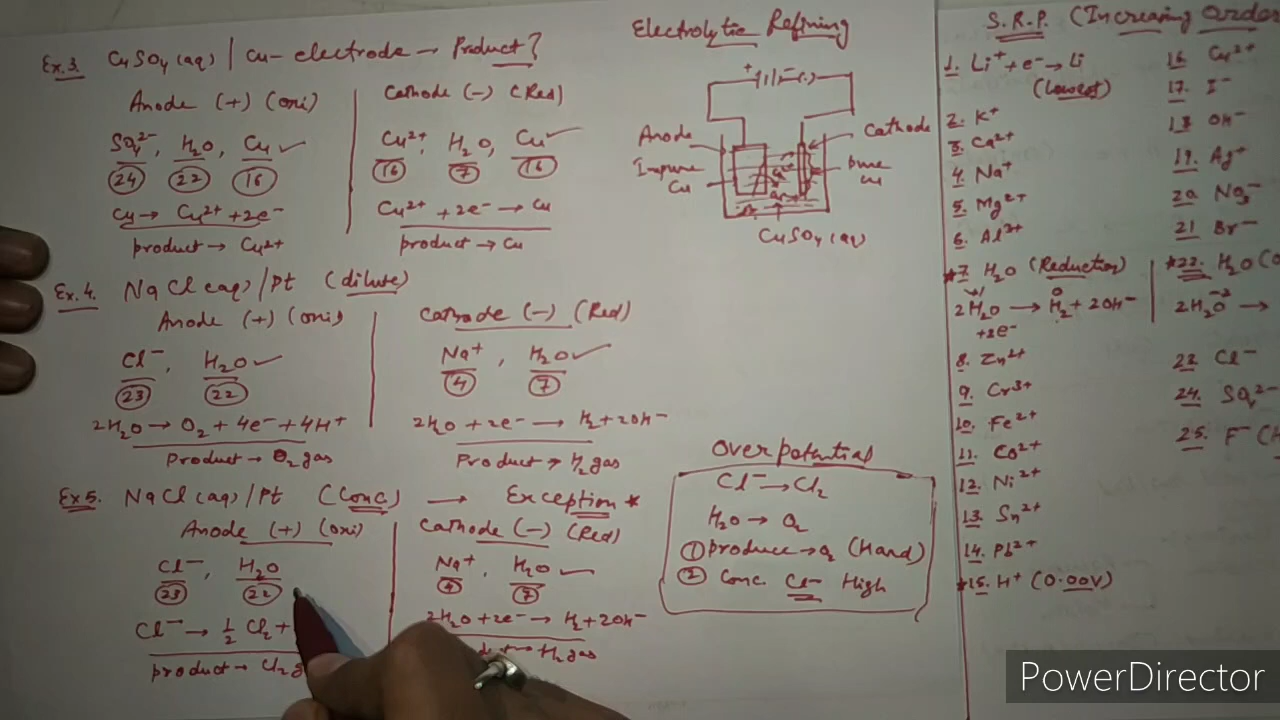 Ex.3 CuSO4(aq) | Cu- electrode → Product?
Anode (+) (oxi)
Cathode (-) (Red)
SO4²⁻, H2O, Cu ✓
24 22 16
Cu²⁺, H2O, Cu ✓
16 7 16
Cu → Cu²⁺ + 2e⁻
Cu²⁺ + 2e⁻ → Cu
product → Cu²⁺
product → Cu
Ex.4. NaCl(aq)/Pt (dilute)
Anode (+) (oxi)
Cathode (-) (Red)
Cl⁻, H2O ✓
23 22
Na⁺, H2O ✓
4 7
2H2O → O2 + 4e⁻ + 4H⁺
2H2O + 2e⁻ → H2 + 2OH⁻
Product → O2 gas
Product → H2 gas
Ex5. NaCl(aq)/Pt (Conc) → Exception *
Anode (+) (oxi)
Cathode (-) (Red)
Cl⁻, H2O
23 22
Na⁺, H2O ✓
4 7
Cl⁻ → ½ Cl2 +
2H2O + 2e⁻ → H2 + 2OH⁻
product → Cl2 g
H2 gas
Electrolytic Refining
+ -
Anode
Cathode
Impure
Cu
Pure
Cu
CuSO4(aq)
Over potential
Cl⁻ → Cl2
H2O → O2
① produce → O2 (Hard)
② Conc. Cl⁻ High
S.R.P. (Increasing order
1. Li⁺ + e⁻ → Li
(Lowest)
2. K⁺
3. Ca²⁺
4. Na⁺
5. Mg²⁺
6. Al³⁺
*7. H2O (Reduction)
2H2O → H2 + 2OH⁻
+2e⁻
8. Zn²⁺
9. Cr³⁺
10. Fe²⁺
11. Co²⁺
12. Ni²⁺
13 Sn²⁺
14. Pb²⁺
*15. H⁺ (0.00V)
16. Cu²⁺
17. I⁻
18 OH⁻
19. Ag⁺
20. NO3⁻
21 Br⁻
*22. H2O (O
2H2O →
23 Cl⁻
24. SO4²⁻
25. F⁻ (H
PowerDirector